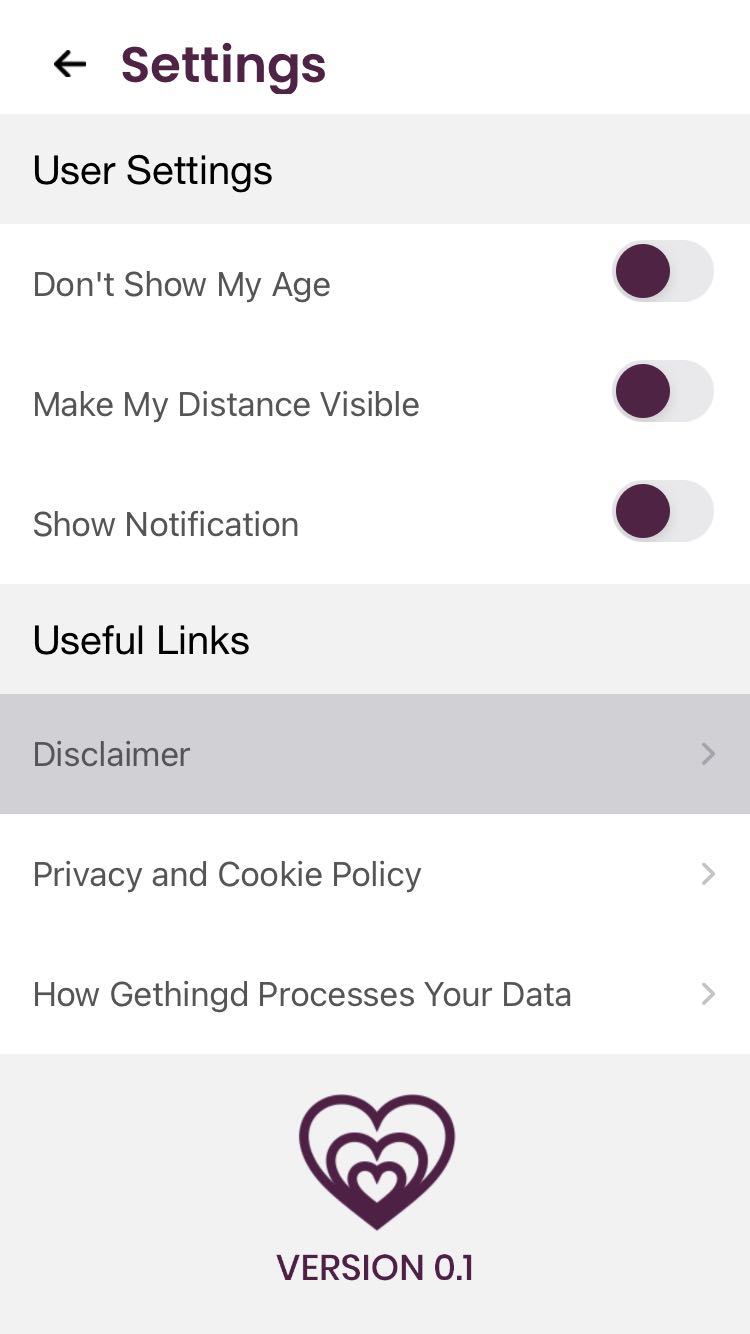 Settings
User Settings
Don't Show My Age
Make My Distance Visible
Show Notification
Useful Links
Disclaimer
Privacy and Cookie Policy
How Gethingd Processes Your Data
VERSION 0.1